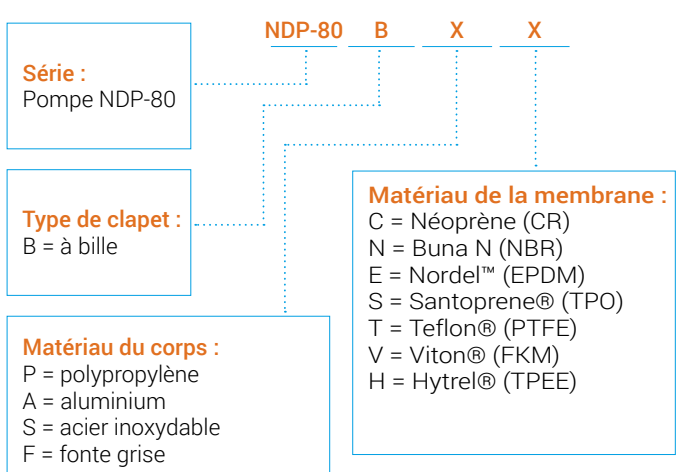 NDP-80 B X X
Série :
Pompe NDP-80
Type de clapet :
B = à bille
Matériau du corps :
P = polypropylène
A = aluminium
S = acier inoxydable
F = fonte grise
Matériau de la membrane :
C = Néoprène (CR)
N = Buna N (NBR)
E = Nordel™ (EPDM)
S = Santoprene® (TPO)
T = Teflon® (PTFE)
V = Viton® (FKM)
H = Hytrel® (TPEE)